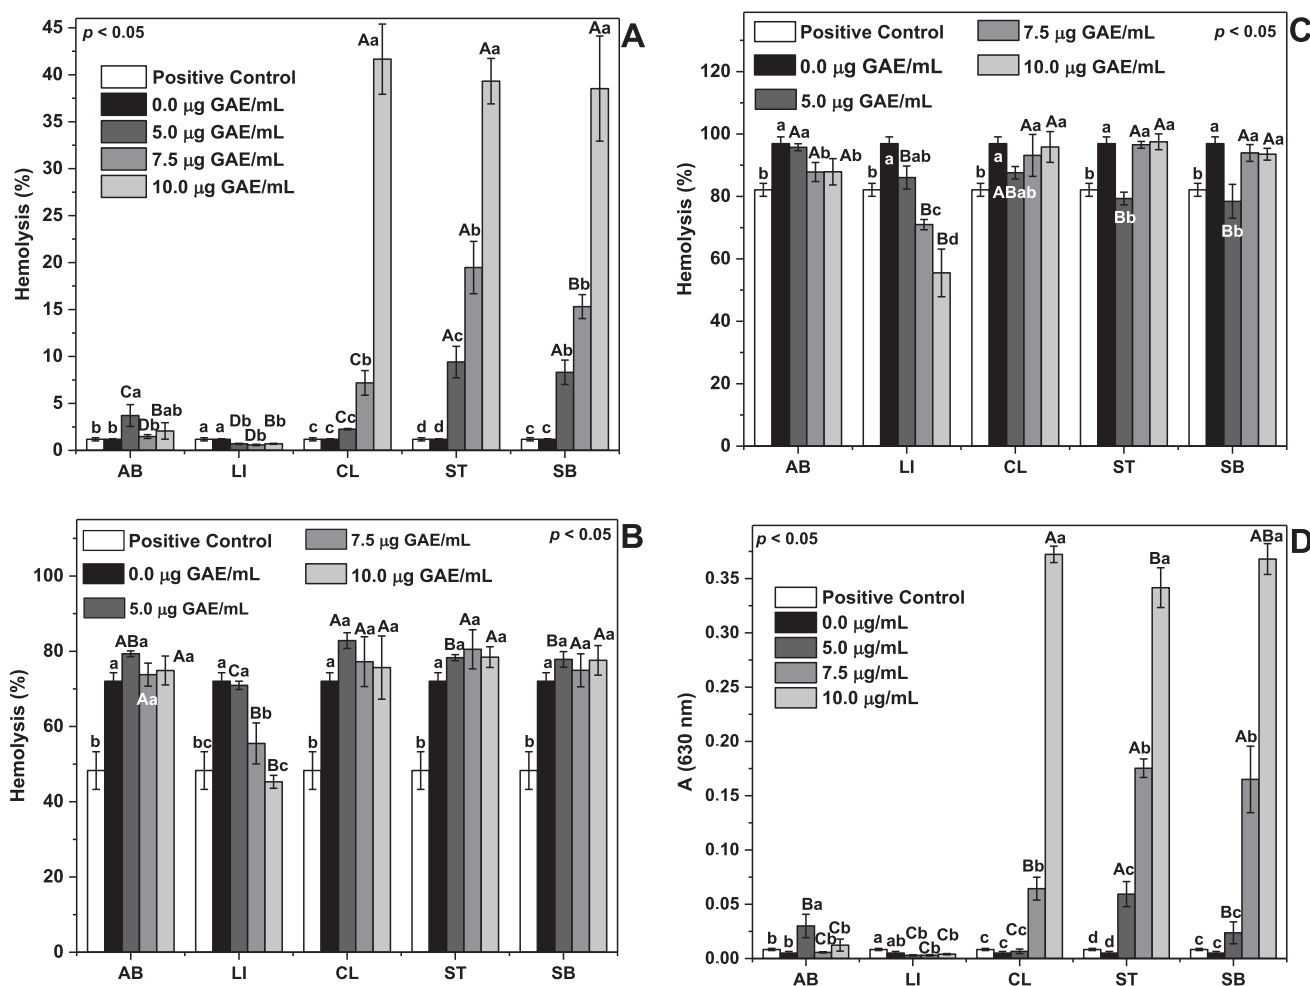 p < 0.05
A
Positive Control
0.0 μg GAE/mL
5.0 μg GAE/mL
7.5 μg GAE/mL
10.0 μg GAE/mL
Hemolysis (%)
45
40
35
30
25
20
15
10
5
0
b b Ca Db Bab
a a Db Db Bb
c c Cc Cb Aa
d d Ac Ab Aa
c c Ab Bb Aa
AB LI CL ST SB
C
p < 0.05
Positive Control
0.0 μg GAE/mL
5.0 μg GAE/mL
7.5 μg GAE/mL
10.0 μg GAE/mL
Hemolysis (%)
120
100
80
60
40
20
0
b a Aa Ab Ab
b a Bab Bc Bd
b a ABab Aa Aa
b a Bb Aa Aa
b a Bb Aa Aa
AB LI CL ST SB
B
p < 0.05
Positive Control
0.0 μg GAE/mL
5.0 μg GAE/mL
7.5 μg GAE/mL
10.0 μg GAE/mL
Hemolysis (%)
100
80
60
40
20
0
b a ABa Aa Aa
bc a Ca Bb Bc
b a Aa Aa Aa
b a Ba Aa Aa
b a Ba Aa Aa
AB LI CL ST SB
D
p < 0.05
Positive Control
0.0 μg/mL
5.0 μg/mL
7.5 μg/mL
10.0 μg/mL
A (630 nm)
0.35
0.30
0.25
0.20
0.15
0.10
0.05
0.00
b b Ba Cb Cb
a ab Cb Cb Cb
c c Cc Bb Aa
d d Ac Ab Ba
c c Bc Ab ABa
AB LI CL ST SB